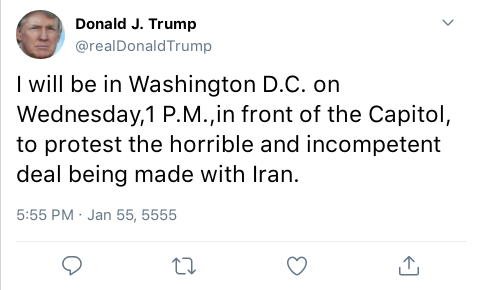 Donald J. Trump
@realDonaldTrump
I will be in Washington D.C. on
Wednesday,1 P.M.,in front of the Capitol,
to protest the horrible and incompetent
deal being made with Iran.
5:55 PM · Jan 55, 5555